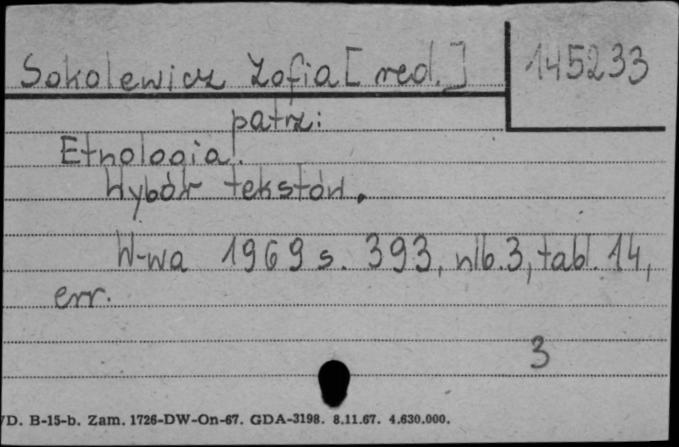 Sokolewicz Zofia [red.]
145233
patrz:
Etnologia.
Wybór tekstów.
W-wa 1969 s. 393, nlb. 3, tabl. 14,
err.
3
/D. B-15-b. Zam. 1726-DW-On-67. GDA-3198. 8.11.67. 4.630.000.